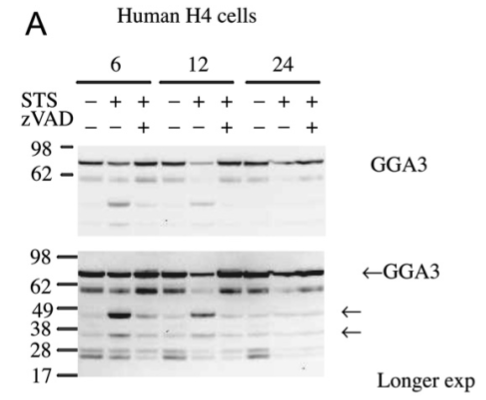 A
Human H4 cells
6 12 24
STS − + + − + + − + +
zVAD − − + − − + − − +
98
62
GGA3
98
62
49
38
28
17
←GGA3
←
←
Longer exp